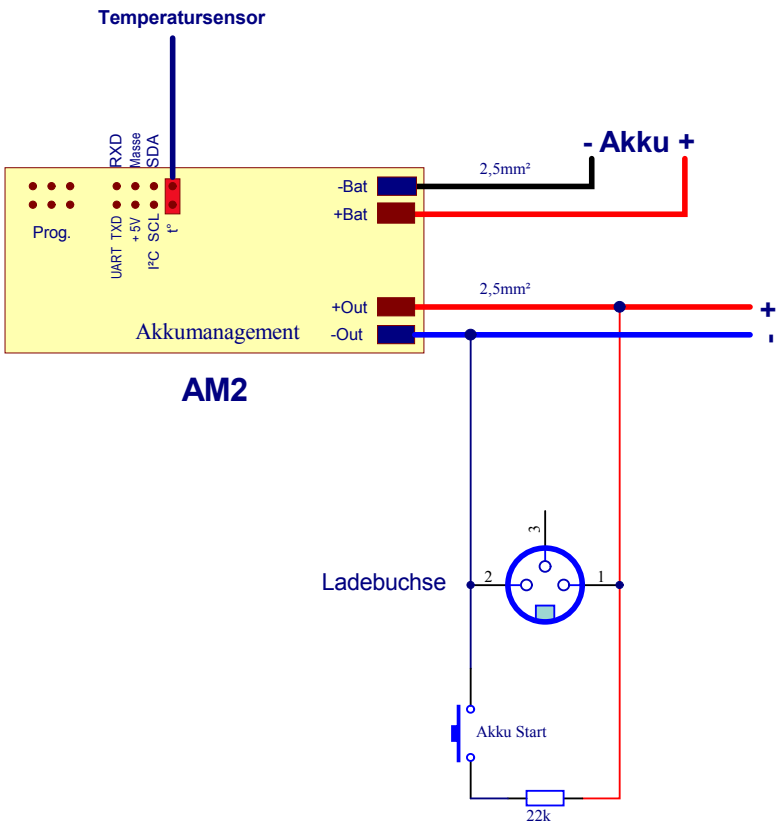 Temperatursensor
RXD
Masse
SDA
- Akku +
2,5mm²
-Bat
+Bat
Prog.
UART TXD
+ 5V
I²C SCL
t°
2,5mm²
+Out
+
Akkumanagement
-Out
-
AM2
3
Ladebuchse
2
1
Akku Start
22k